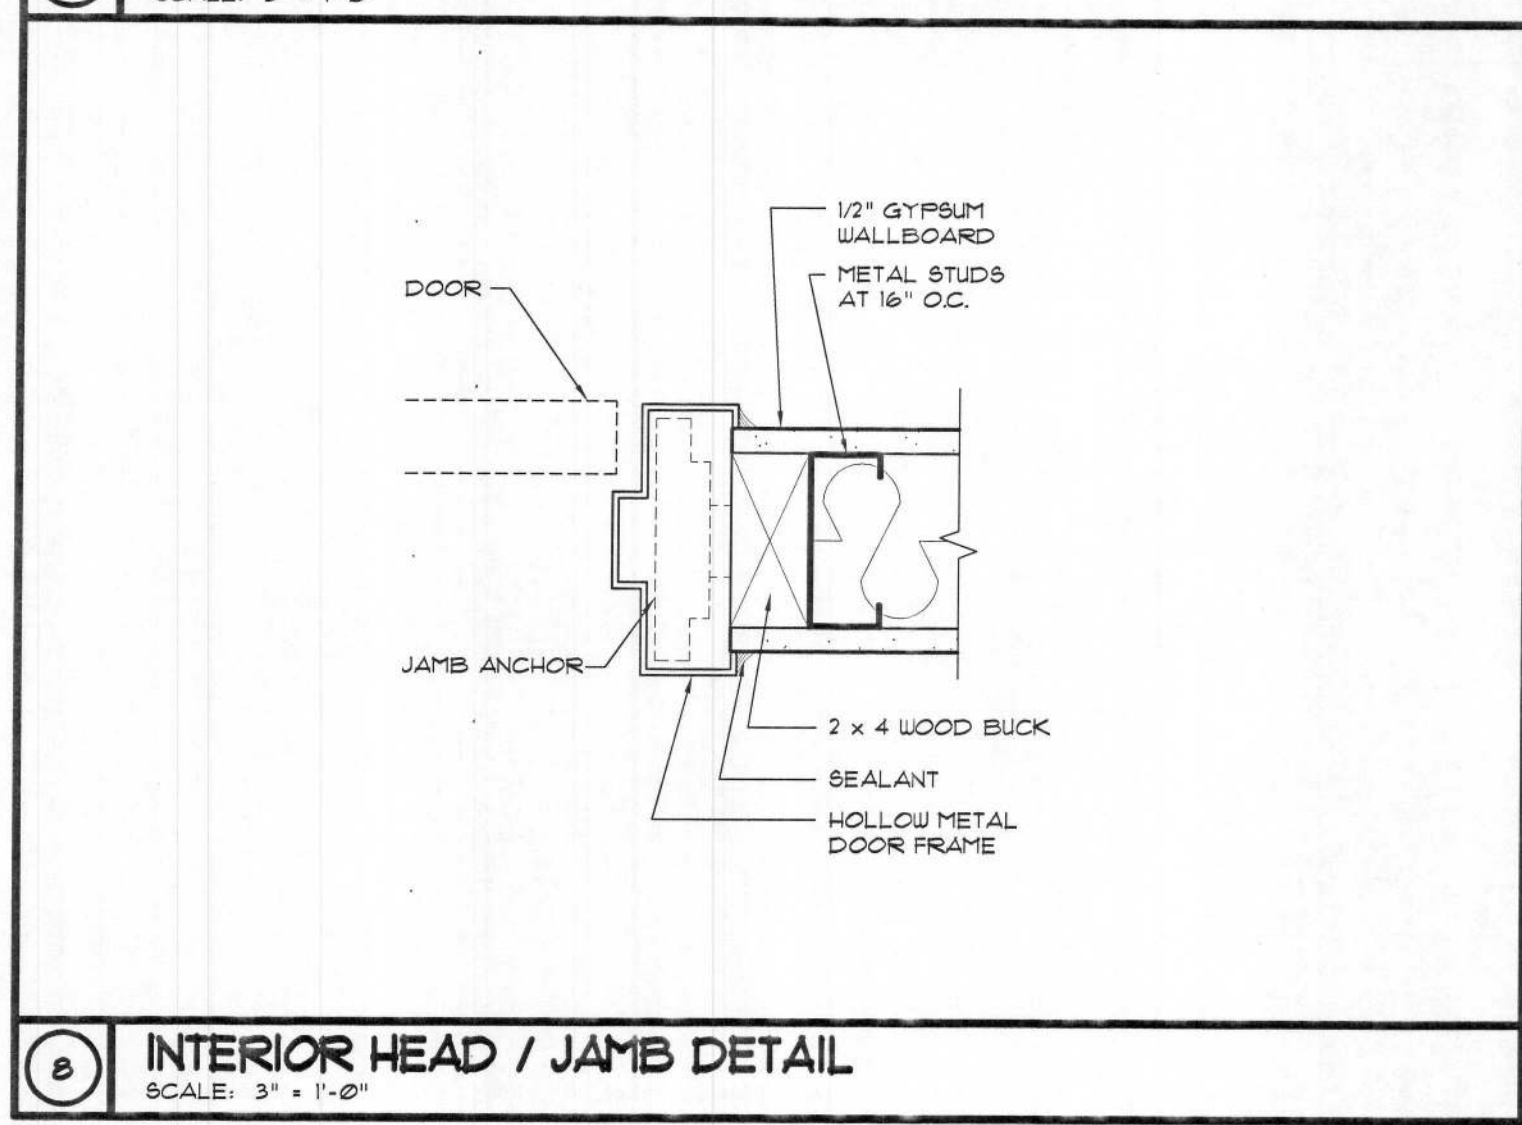 1/2" GYPSUM
WALLBOARD
METAL STUDS
AT 16" O.C.
DOOR
JAMB ANCHOR
2 x 4 WOOD BUCK
SEALANT
HOLLOW METAL
DOOR FRAME
8
INTERIOR HEAD / JAMB DETAIL
SCALE: 3" = 1'-0"